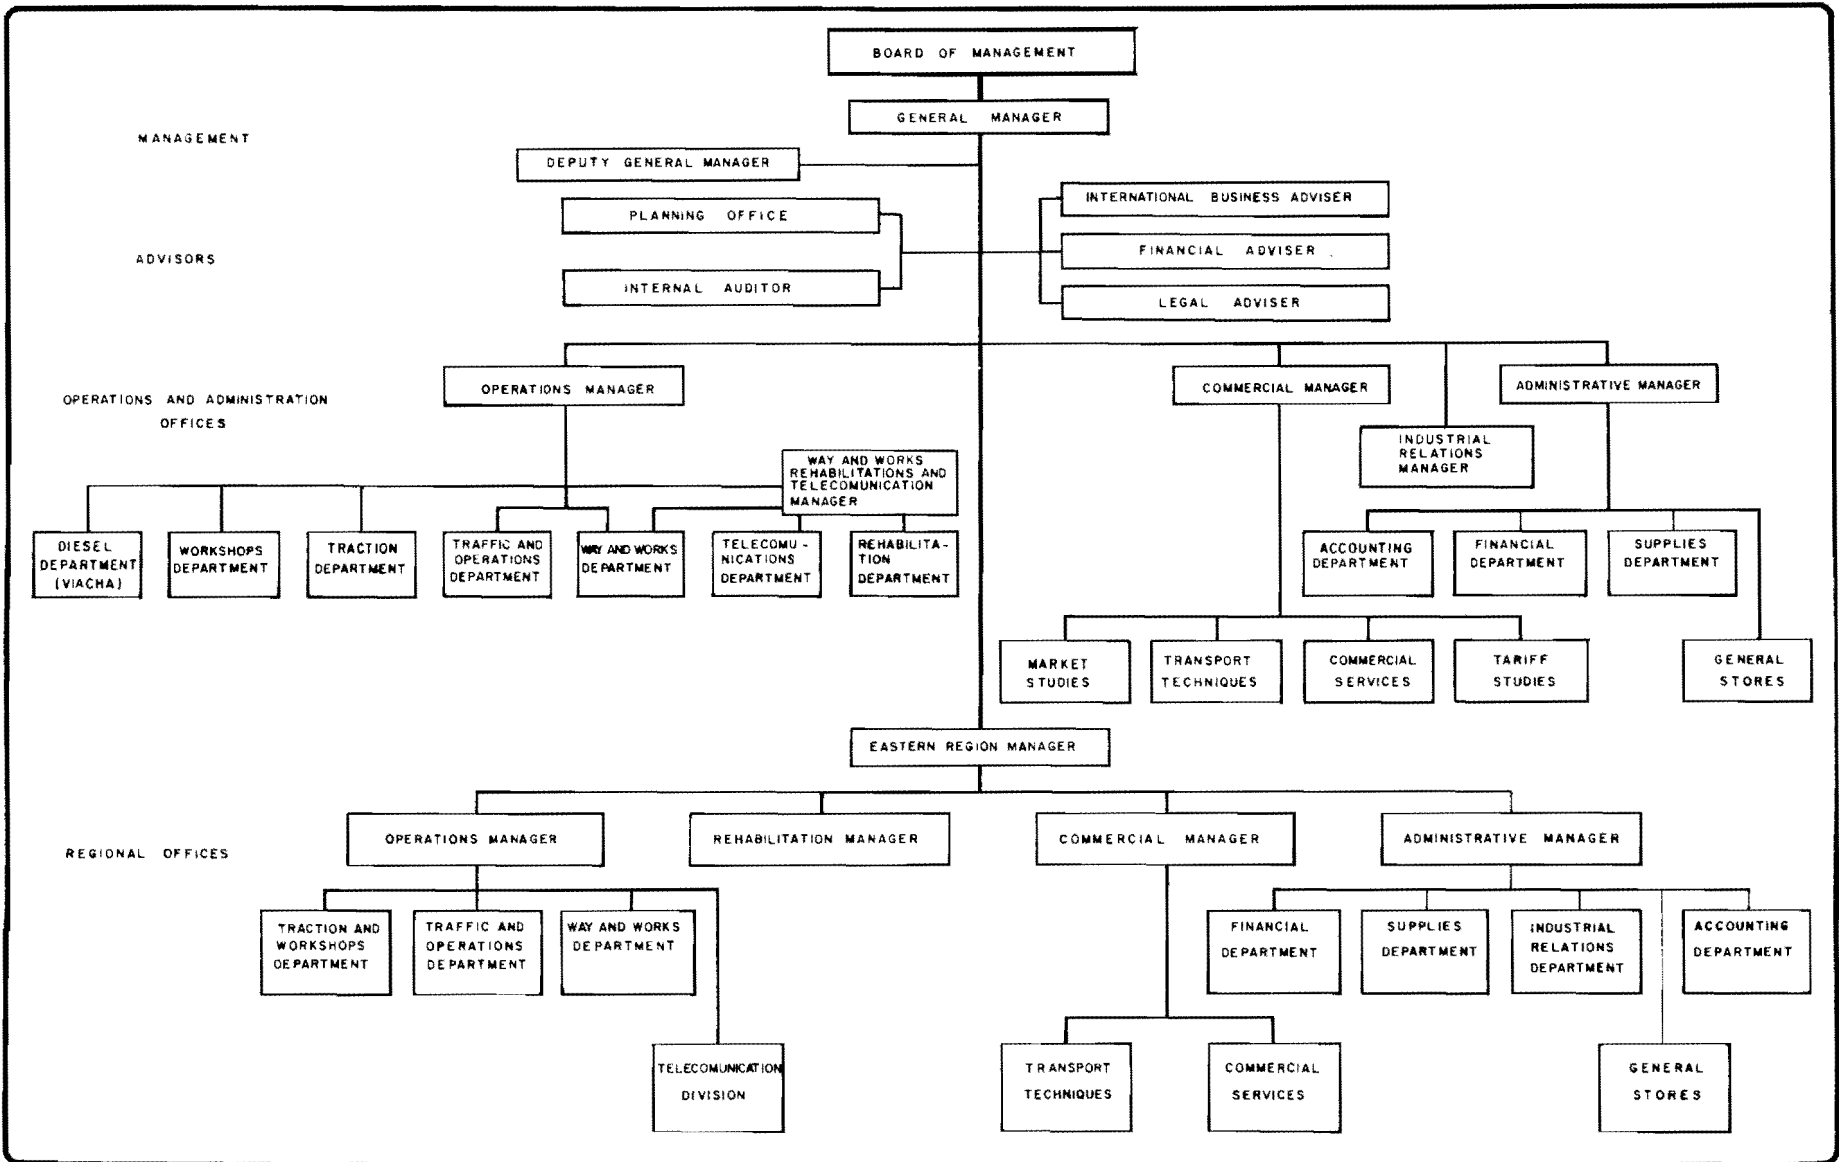 BOARD OF MANAGEMENT
GENERAL MANAGER
MANAGEMENT
DEPUTY GENERAL MANAGER
PLANNING OFFICE
INTERNATIONAL BUSINESS ADVISER
ADVISORS
FINANCIAL ADVISER
INTERNAL AUDITOR
LEGAL ADVISER
OPERATIONS MANAGER
COMMERCIAL MANAGER
ADMINISTRATIVE MANAGER
OPERATIONS AND ADMINISTRATION
OFFICES
INDUSTRIAL
RELATIONS
MANAGER
WAY AND WORKS
REHABILITATIONS AND
TELECOMUNICATION
MANAGER
DIESEL
DEPARTMENT
(VIACHA)
WORKSHOPS
DEPARTMENT
TRACTION
DEPARTMENT
TRAFFIC AND
OPERATIONS
DEPARTMENT
WAY AND WORKS
DEPARTMENT
TELECOMU-
NICATIONS
DEPARTMENT
REHABILITA-
TION
DEPARTMENT
ACCOUNTING
DEPARTMENT
FINANCIAL
DEPARTMENT
SUPPLIES
DEPARTMENT
MARKET
STUDIES
TRANSPORT
TECHNIQUES
COMMERCIAL
SERVICES
TARIFF
STUDIES
GENERAL
STORES
EASTERN REGION MANAGER
REGIONAL OFFICES
OPERATIONS MANAGER
REHABILITATION MANAGER
COMMERCIAL MANAGER
ADMINISTRATIVE MANAGER
TRACTION AND
WORKSHOPS
DEPARTMENT
TRAFFIC AND
OPERATIONS
DEPARTMENT
WAY AND WORKS
DEPARTMENT
FINANCIAL
DEPARTMENT
SUPPLIES
DEPARTMENT
INDUSTRIAL
RELATIONS
DEPARTMENT
ACCOUNTING
DEPARTMENT
TELECOMUNICATION
DIVISION
TRANSPORT
TECHNIQUES
COMMERCIAL
SERVICES
GENERAL
STORES